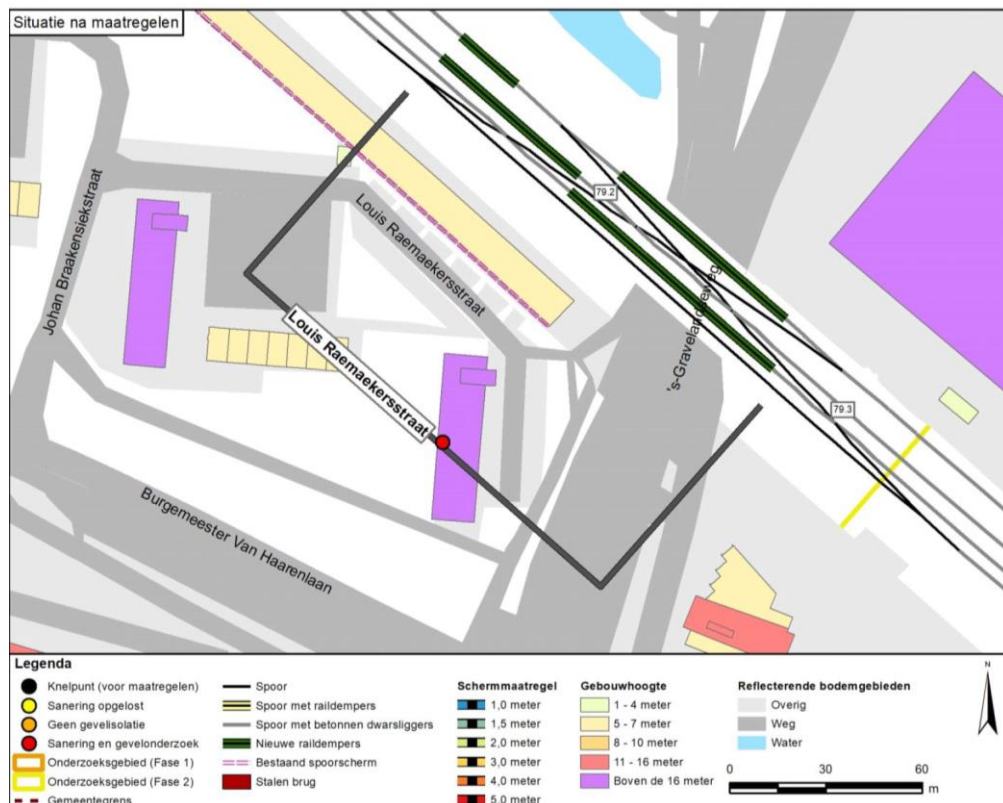 Situatie na maatregelen
Johan Braakensiekstraat
Louis Raemaekersstraat
79.2
's-Gravelandseweg
Louis Raemaekersstraat
79.3
Burgemeester Van Haarenlaan
Legenda
Knelpunt (voor maatregelen)
Sanering opgelost
Geen gevelisolatie
Sanering en gevelonderzoek
Onderzoeksgebied (Fase 1)
Onderzoeksgebied (Fase 2)
Gemeentegrens
Spoor
Spoor met raildempers
Spoor met betonnen dwarsliggers
Nieuwe raildempers
Bestaand spoorscherm
Stalen brug
Schermmaatregel
1,0 meter
1,5 meter
2,0 meter
3,0 meter
4,0 meter
5,0 meter
Gebouwhoogte
1 - 4 meter
5 - 7 meter
8 - 10 meter
11 - 16 meter
Boven de 16 meter
Reflecterende bodemgebieden
Overig
Weg
Water
N
0 30 60
m